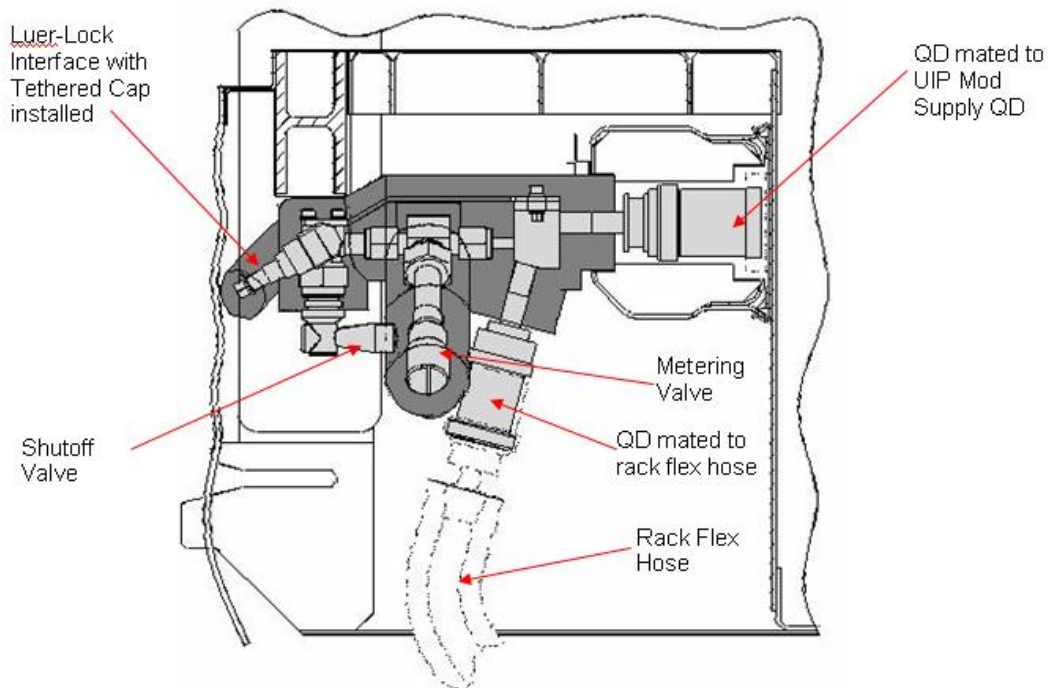 Luer-Lock
Interface with
Tethered Cap
installed
QD mated to
UIP Mod
Supply QD
Metering
Valve
Shutoff
Valve
QD mated to
rack flex hose
Rack Flex
Hose